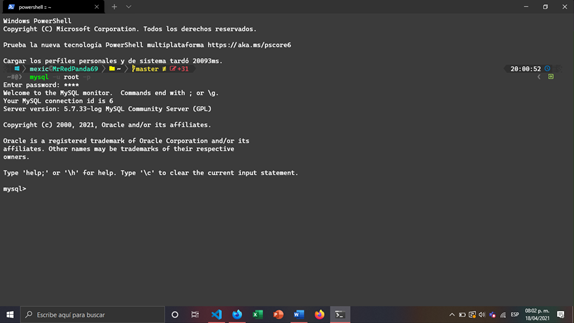 powershell :: ~
Windows PowerShell
Copyright (C) Microsoft Corporation. Todos los derechos reservados.
Prueba la nueva tecnología PowerShell multiplataforma https://aka.ms/pscore6
Cargar los perfiles personales y de sistema tardó 20093ms.
mexic@MrRedPanda69 ~ master ≢ +31 20:00:52
mysql -u root -p
Enter password: ****
Welcome to the MySQL monitor.  Commands end with ; or \g.
Your MySQL connection id is 6
Server version: 5.7.33-log MySQL Community Server (GPL)
Copyright (c) 2000, 2021, Oracle and/or its affiliates.
Oracle is a registered trademark of Oracle Corporation and/or its
affiliates. Other names may be trademarks of their respective
owners.
Type 'help;' or '\h' for help. Type '\c' to clear the current input statement.
mysql>
Escribe aquí para buscar
ESP
08:02 p. m.
18/04/2021